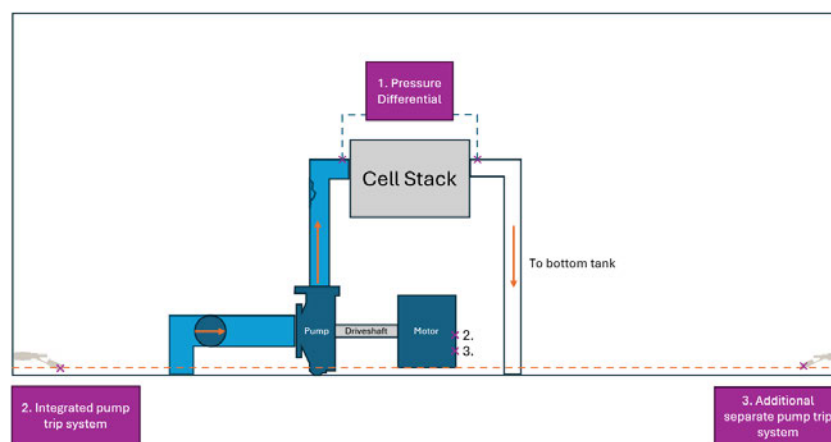 1. Pressure
Differential
Cell Stack
To bottom tank
Pump
Driveshaft
Motor
2.
3.
2. Integrated pump
trip system
3. Additional
separate pump trip
system